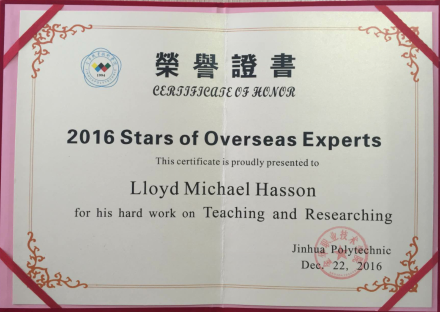 榮譽證書
CERTIFICATE OF HONOR
2016 Stars of Overseas Experts
This certificate is proudly presented to
Lloyd Michael Hasson
for his hard work on Teaching and Researching
Jinhua Polytechnic
Dec. 22, 2016
1994